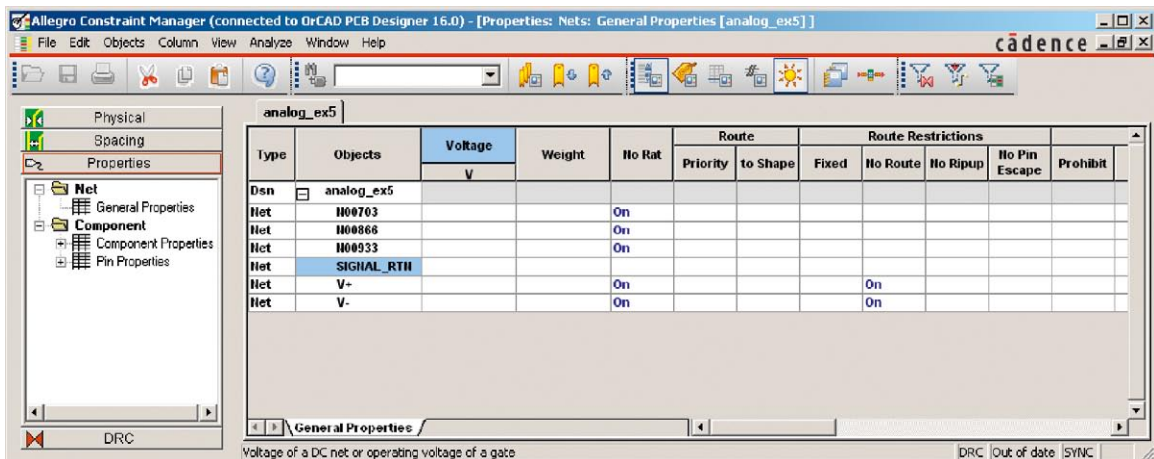 Allegro Constraint Manager (connected to OrCAD PCB Designer 16.0) - [Properties: Nets: General Properties [analog_ex5] ]
File Edit Objects Column View Analyze Window Help
cādence
Physical
Spacing
Properties
Net
General Properties
Component
Component Properties
Pin Properties
DRC
analog_ex5
Type Objects Voltage Weight No Rat Route Route Restrictions
V Priority to Shape Fixed No Route No Ripup No Pin Escape Prohibit
Dsn analog_ex5
Net N00703 On
Net N00866 On
Net N00933 On
Net SIGNAL_RTN
Net V+ On On
Net V- On On
General Properties
Voltage of a DC net or operating voltage of a gate DRC Out of date SYNC